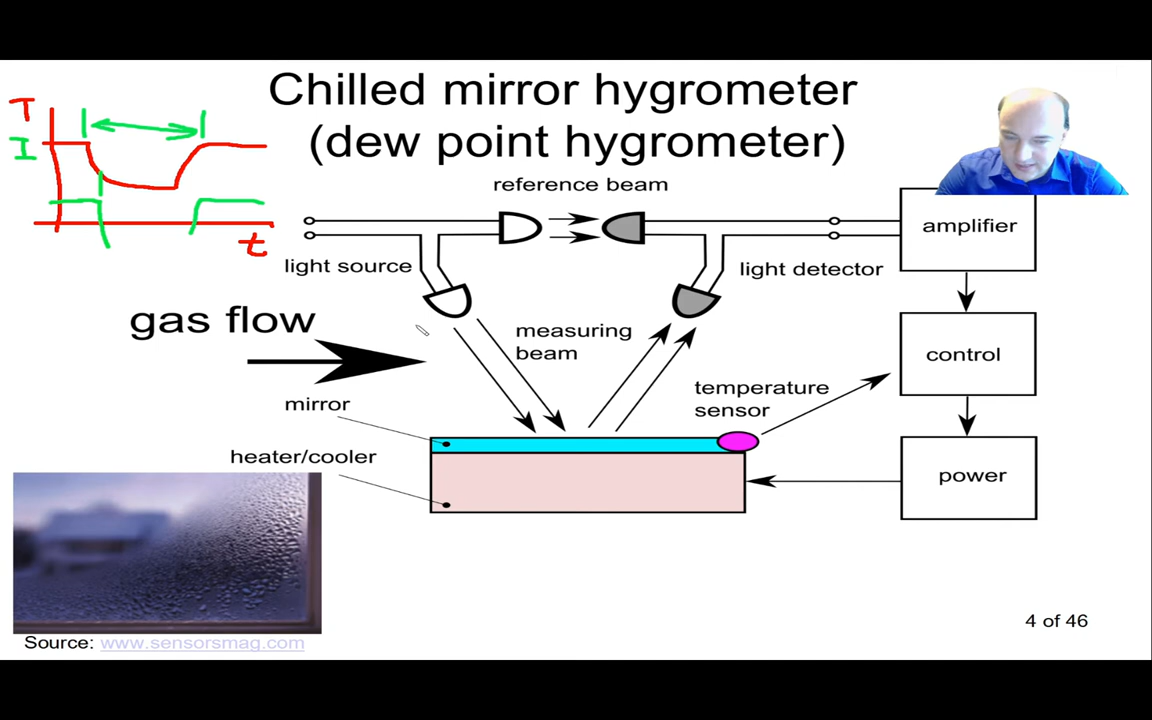 Chilled mirror hygrometer
(dew point hygrometer)
T
I
t
reference beam
light source
light detector
amplifier
gas flow
measuring
beam
control
mirror
temperature
sensor
heater/cooler
power
4 of 46
Source: www.sensorsmag.com